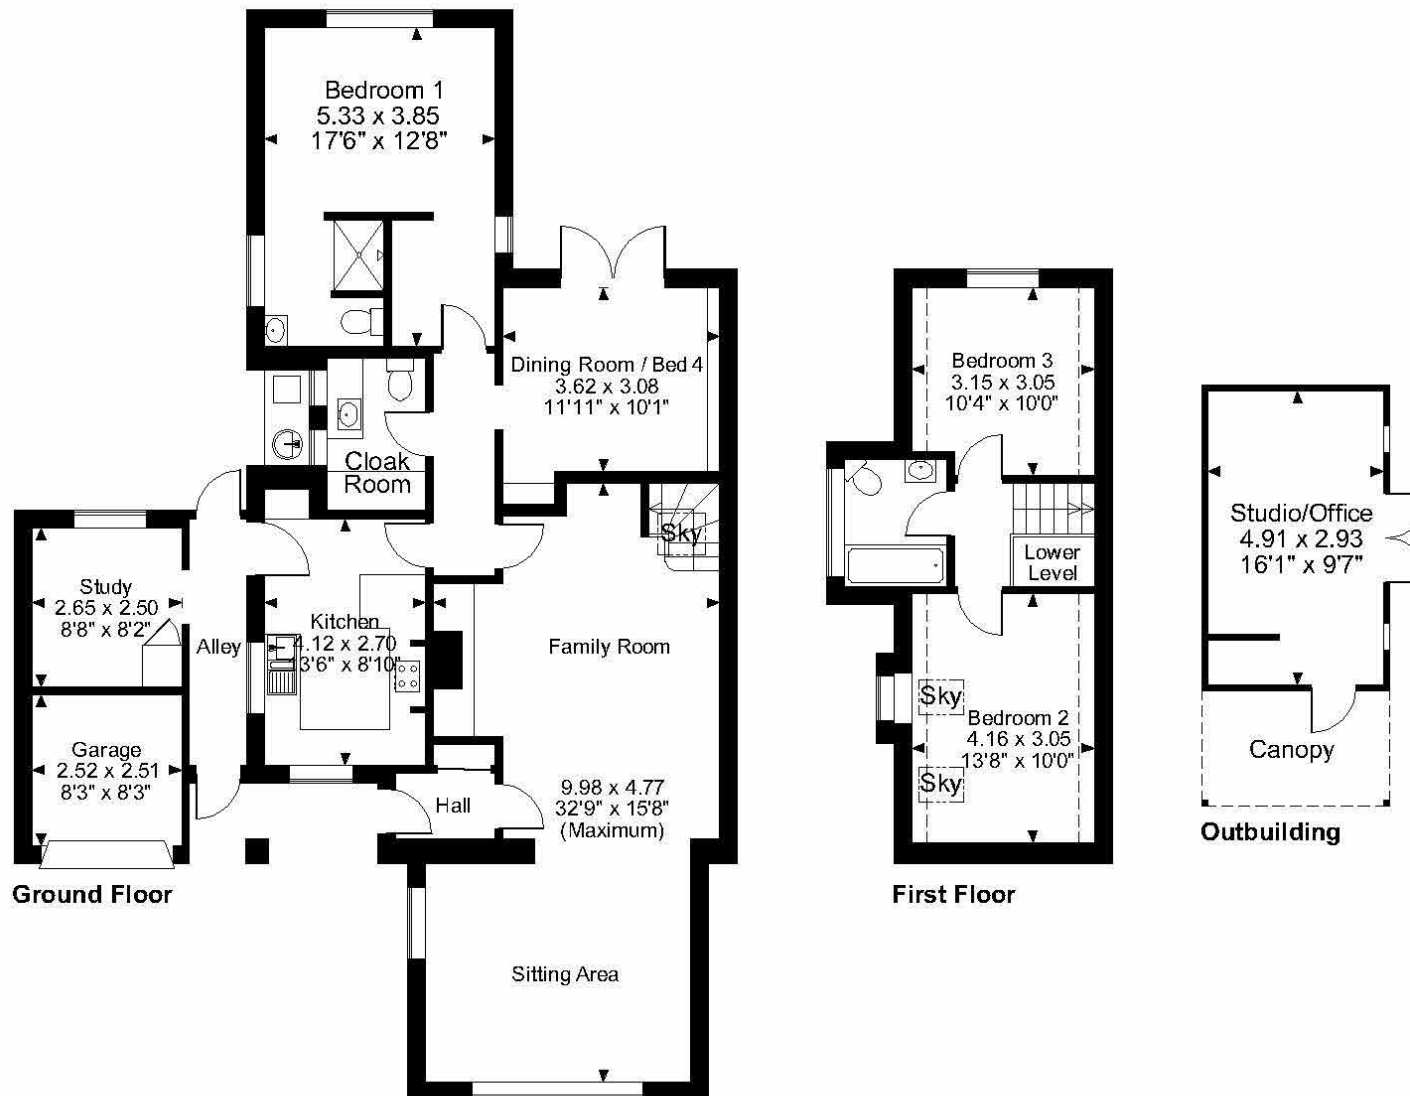 Bedroom 1
5.33 x 3.85
17'6" x 12'8"
Dining Room / Bed 4
3.62 x 3.08
11'11" x 10'1"
Cloak
Room
Sky
Study
2.65 x 2.50
8'8" x 8'2"
Alley
Kitchen
4.12 x 2.70
13'6" x 8'10"
Family Room
Garage
2.52 x 2.51
8'3" x 8'3"
Hall
9.98 x 4.77
32'9" x 15'8"
(Maximum)
Sitting Area
Ground Floor
Bedroom 3
3.15 x 3.05
10'4" x 10'0"
Lower
Level
Sky
Bedroom 2
4.16 x 3.05
13'8" x 10'0"
Sky
First Floor
Studio/Office
4.91 x 2.93
16'1" x 9'7"
Canopy
Outbuilding